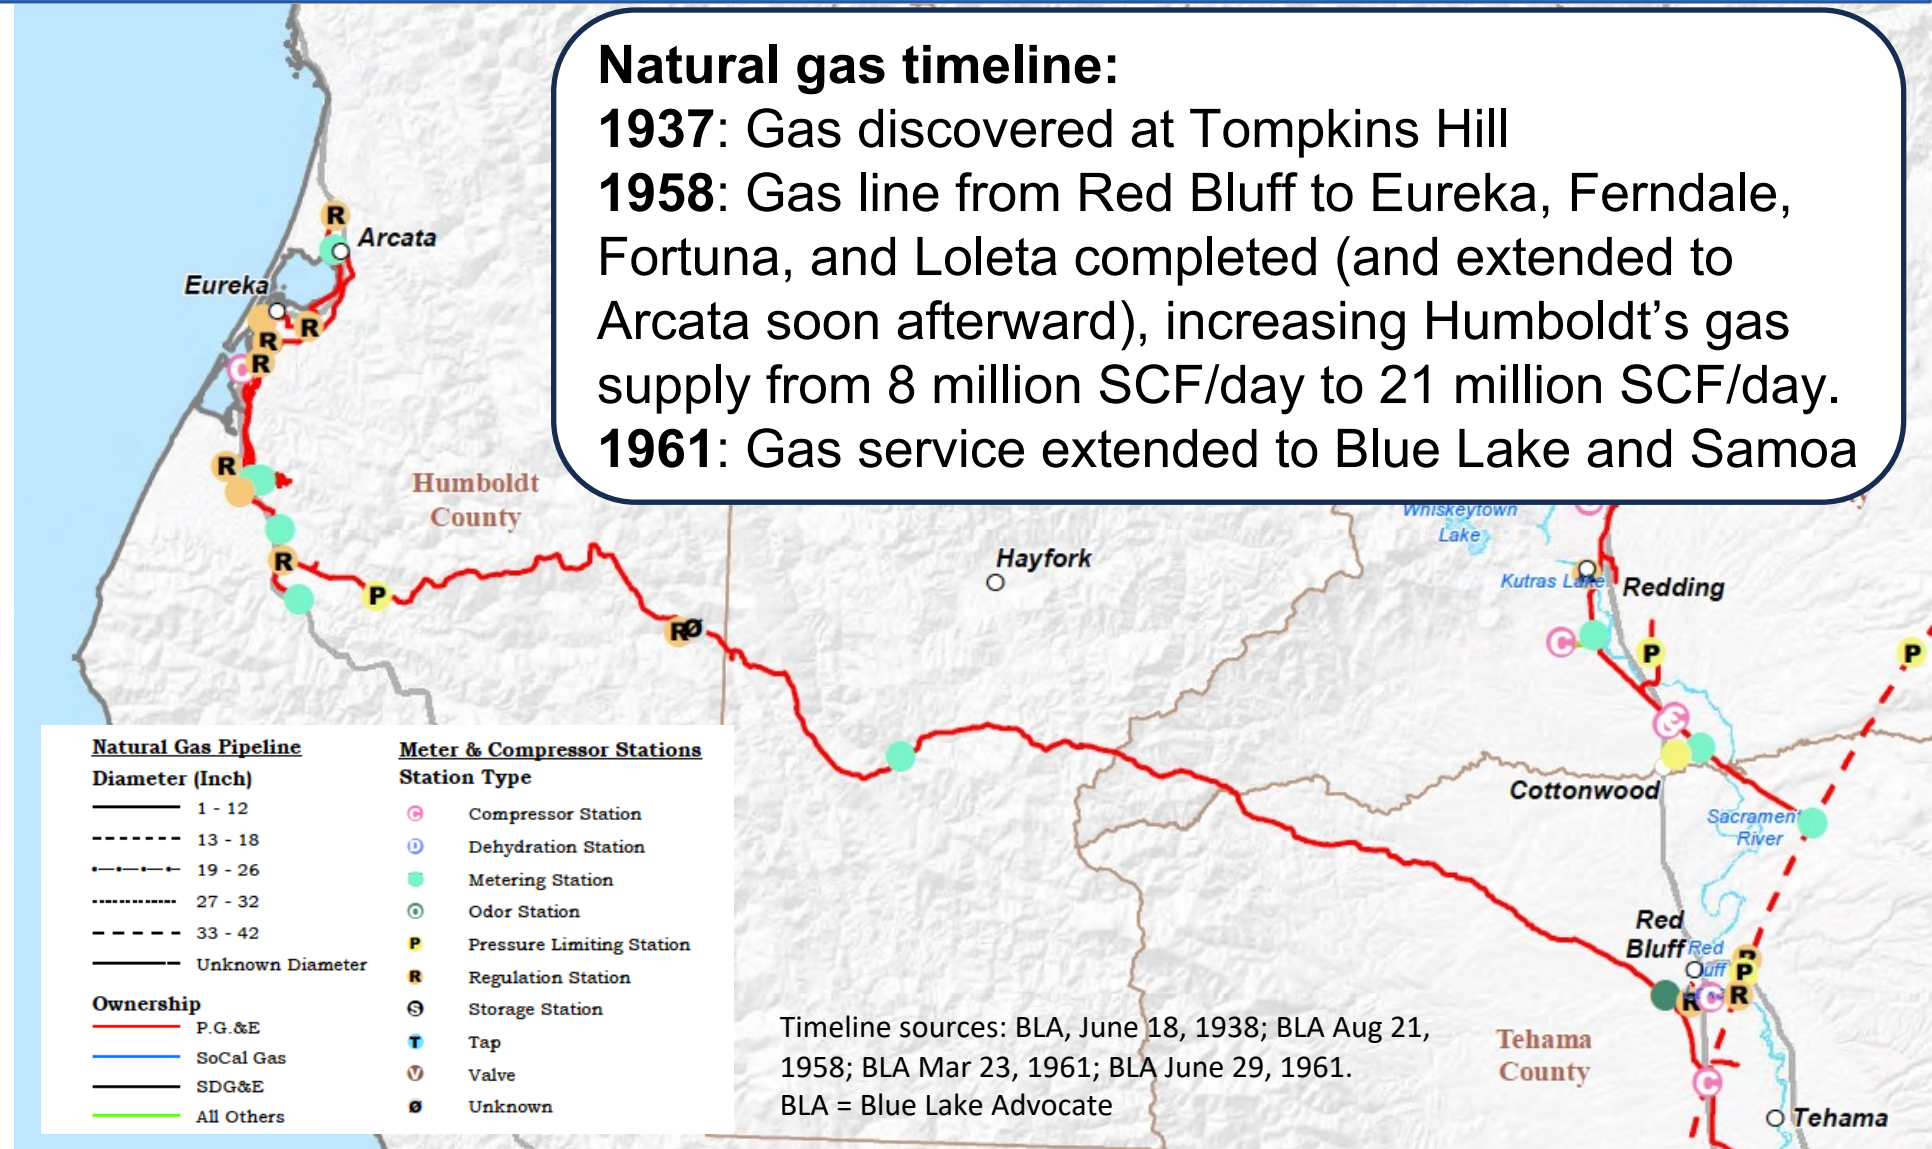 Natural gas timeline:
1937: Gas discovered at Tompkins Hill
1958: Gas line from Red Bluff to Eureka, Ferndale,
Fortuna, and Loleta completed (and extended to
Arcata soon afterward), increasing Humboldt’s gas
supply from 8 million SCF/day to 21 million SCF/day.
1961: Gas service extended to Blue Lake and Samoa
R
Arcata
Eureka
R
R
R
C
R
Humboldt
County
R
P
R Ø
Hayfork
Whiskeytown
Lake
Kutras Lake
Redding
C
P
P
C
Cottonwood
Sacrament
River
Red
Bluff
Red
uff
R
P
R
C
R
Tehama
County
C
Tehama
Natural Gas Pipeline
Diameter (Inch)
1 - 12
13 - 18
19 - 26
27 - 32
33 - 42
Unknown Diameter
Ownership
P.G.&E
SoCal Gas
SDG&E
All Others
Meter & Compressor Stations
Station Type
C Compressor Station
D Dehydration Station
Metering Station
O Odor Station
P Pressure Limiting Station
R Regulation Station
S Storage Station
T Tap
V Valve
Ø Unknown
Timeline sources: BLA, June 18, 1938; BLA Aug 21,
1958; BLA Mar 23, 1961; BLA June 29, 1961.
BLA = Blue Lake Advocate